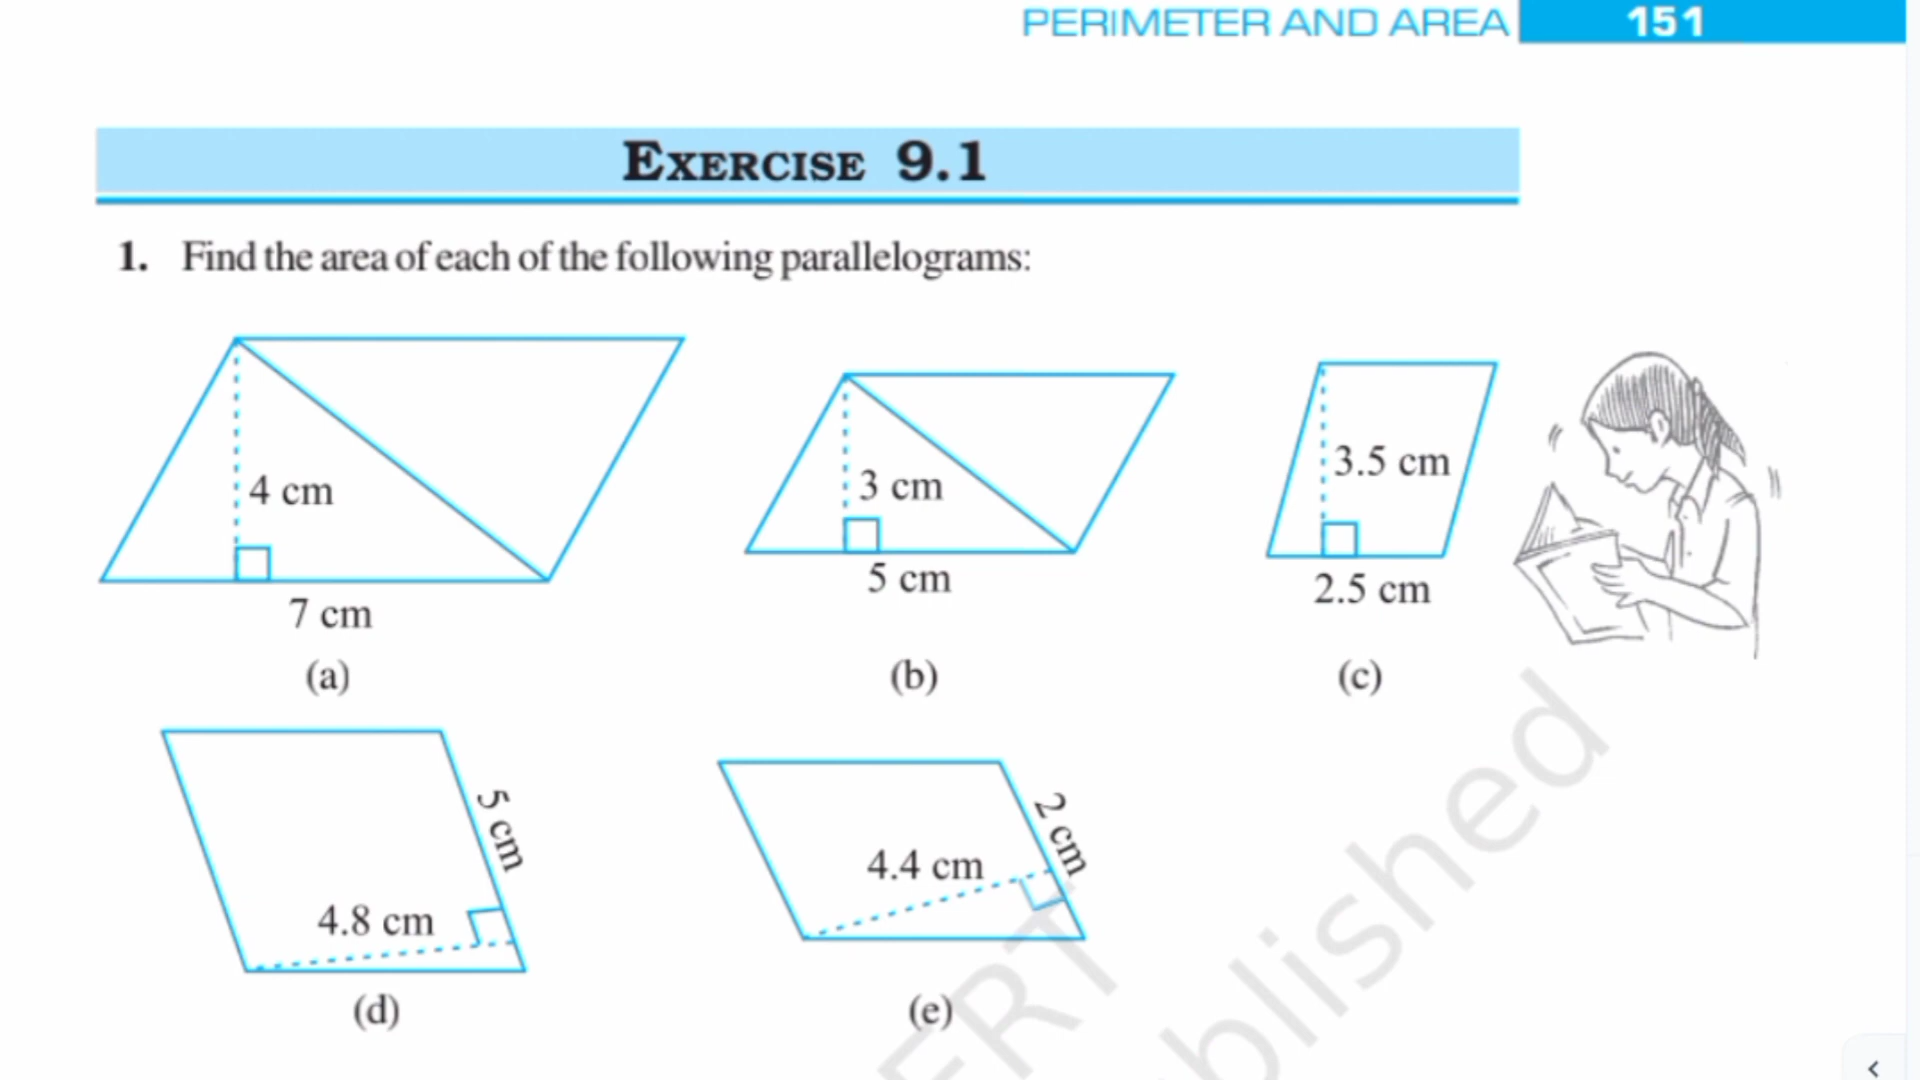 PERIMETER AND AREA 151
EXERCISE 9.1
1. Find the area of each of the following parallelograms:
4 cm
7 cm
(a)
3 cm
5 cm
(b)
3.5 cm
2.5 cm
(c)
5 cm
4.8 cm
(d)
2 cm
4.4 cm
(e)
ERT
blished